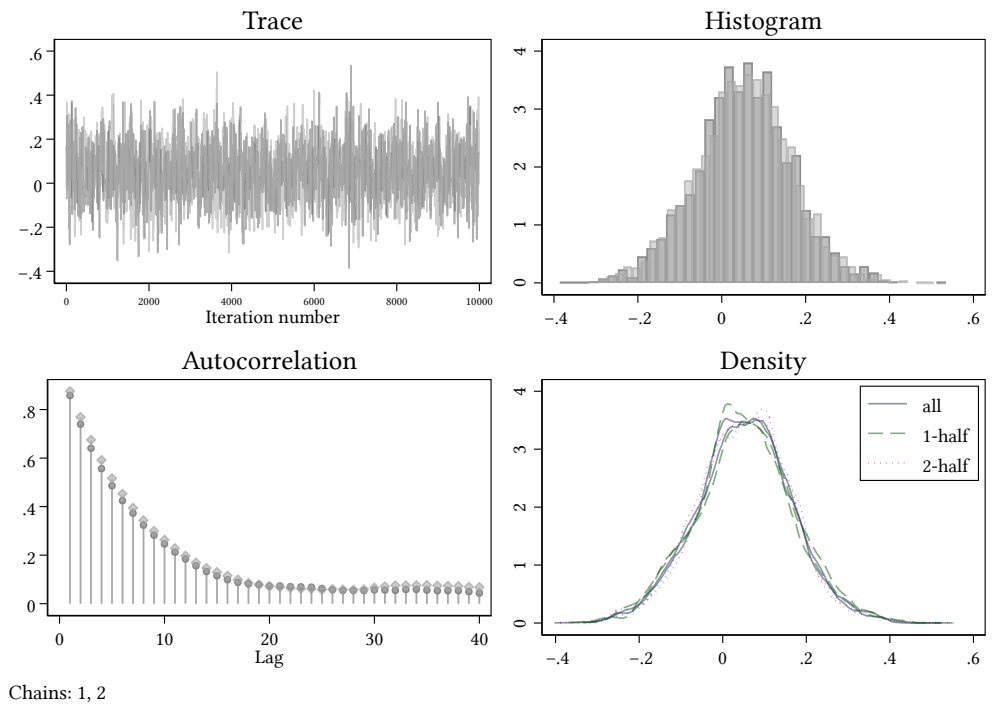 Trace
.6
.4
.2
0
−.2
−.4
0 2000 4000 6000 8000 10000
Iteration number
Histogram
4
3
2
1
0
−.4 −.2 0 .2 .4 .6
Autocorrelation
.8
.6
.4
.2
0
0 10 20 30 40
Lag
Density
4
3
2
1
0
−.4 −.2 0 .2 .4 .6
all
1-half
2-half
Chains: 1, 2